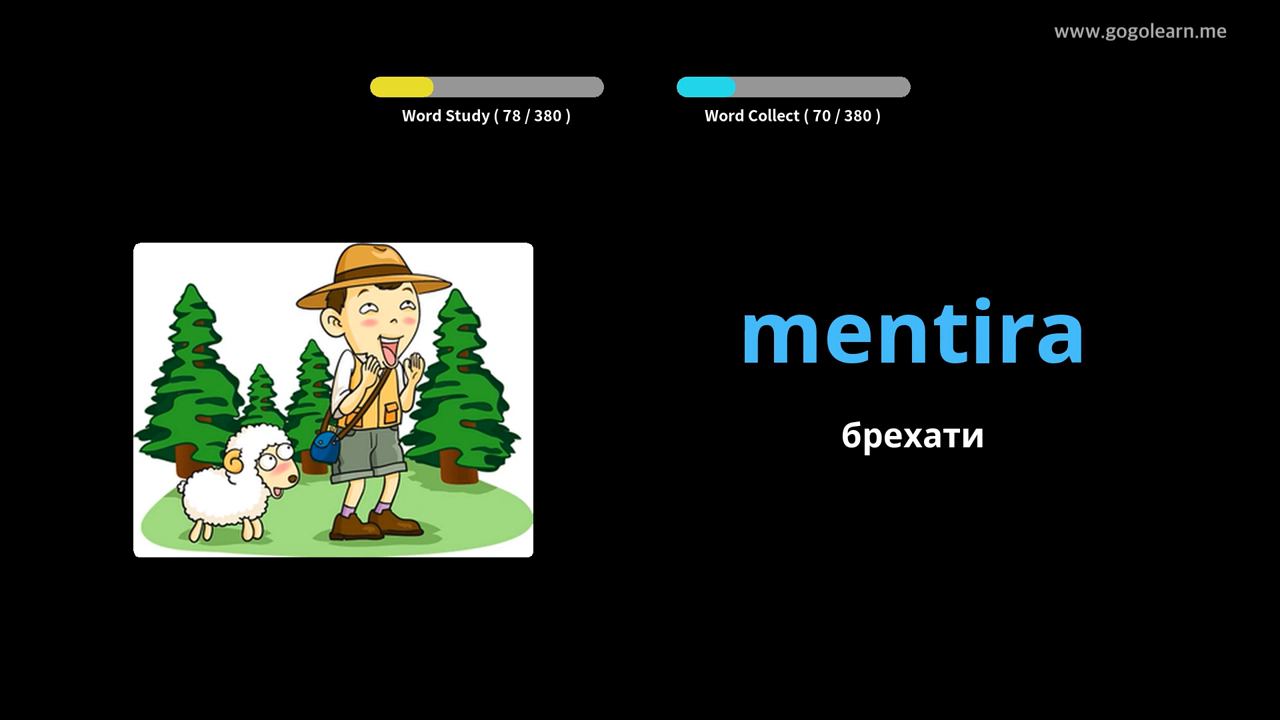 www.gogolearn.me
Word Study ( 78 / 380 )
Word Collect ( 70 / 380 )
mentira
брехати